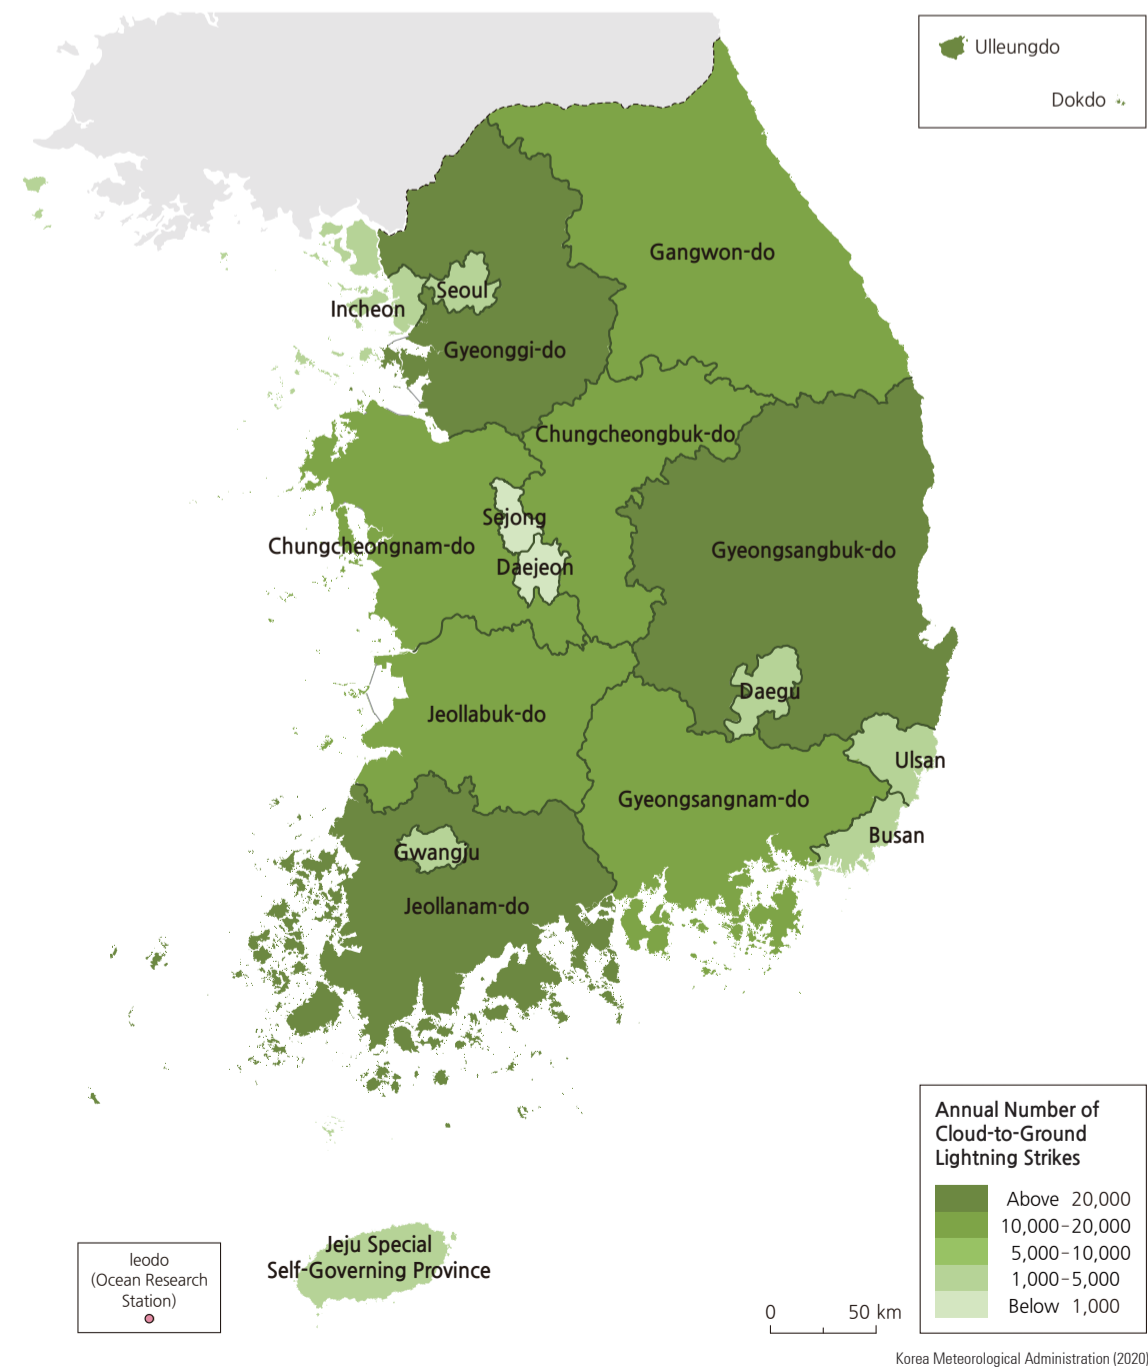 Ulleungdo
Dokdo
Gangwon-do
Seoul
Incheon
Gyeonggi-do
Chungcheongbuk-do
Sejong
Chungcheongnam-do
Gyeongsangbuk-do
Daejeon
Daegu
Jeollabuk-do
Ulsan
Gyeongsangnam-do
Busan
Gwangju
Jeollanam-do
Annual Number of
Cloud-to-Ground
Lightning Strikes
Above 20,000
10,000–20,000
5,000–10,000
1,000–5,000
Below 1,000
Jeju Special
Self-Governing Province
Ieodo
(Ocean Research
Station)
0 50 km
Korea Meteorological Administration (2020)